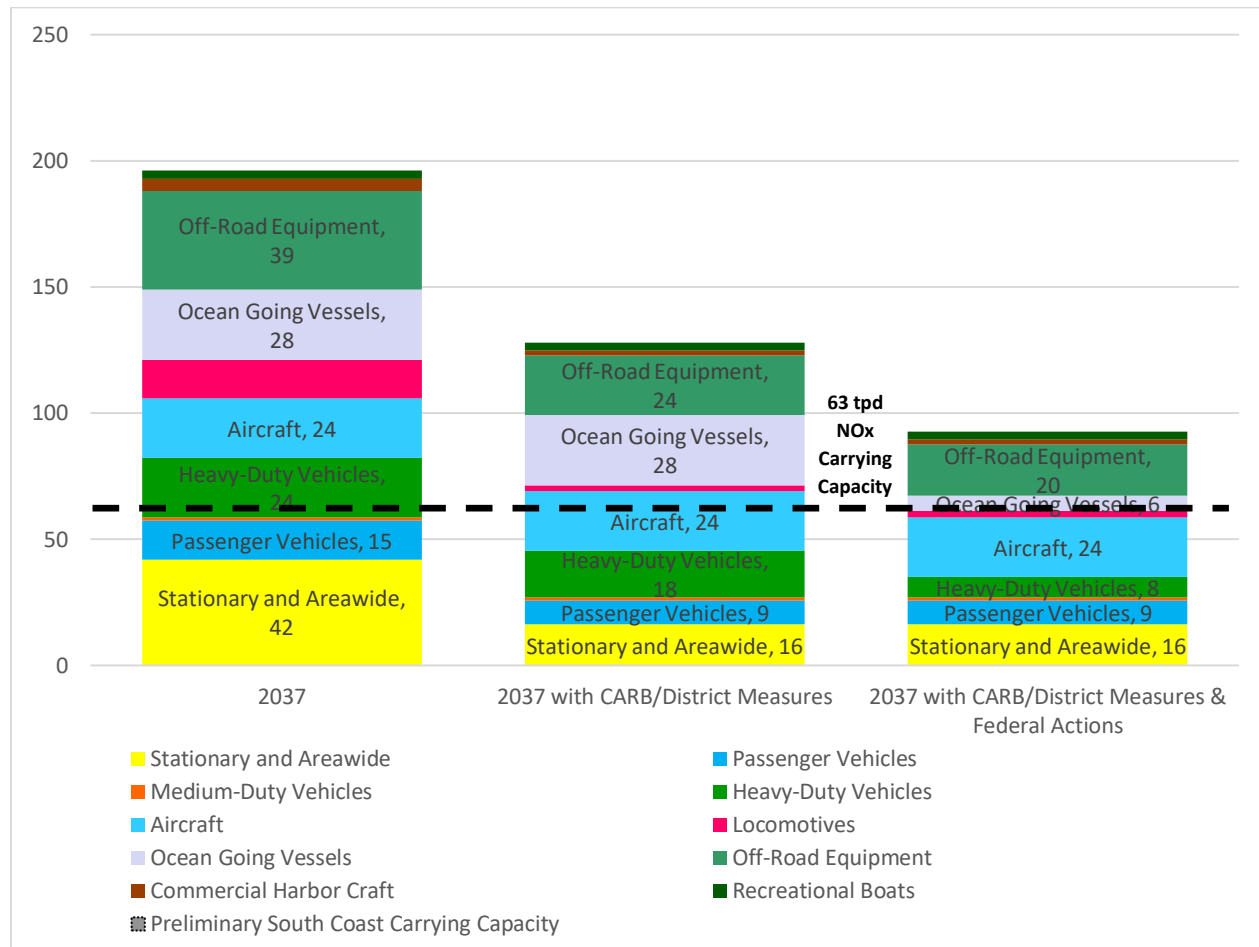 250
200
150
100
50
0
Off-Road Equipment,
39
Ocean Going Vessels,
28
Aircraft, 24
Heavy-Duty Vehicles,
24
Passenger Vehicles, 15
Stationary and Areawide,
42
Off-Road Equipment,
24
Ocean Going Vessels,
28
Aircraft, 24
Heavy-Duty Vehicles,
18
Passenger Vehicles, 9
Stationary and Areawide, 16
63 tpd
NOx
Carrying
Capacity
Off-Road Equipment,
20
Ocean Going Vessels, 6
Aircraft, 24
Heavy-Duty Vehicles, 8
Passenger Vehicles, 9
Stationary and Areawide, 16
2037
2037 with CARB/District Measures
2037 with CARB/District Measures &
Federal Actions
Stationary and Areawide
Passenger Vehicles
Medium-Duty Vehicles
Heavy-Duty Vehicles
Aircraft
Locomotives
Ocean Going Vessels
Off-Road Equipment
Commercial Harbor Craft
Recreational Boats
Preliminary South Coast Carrying Capacity